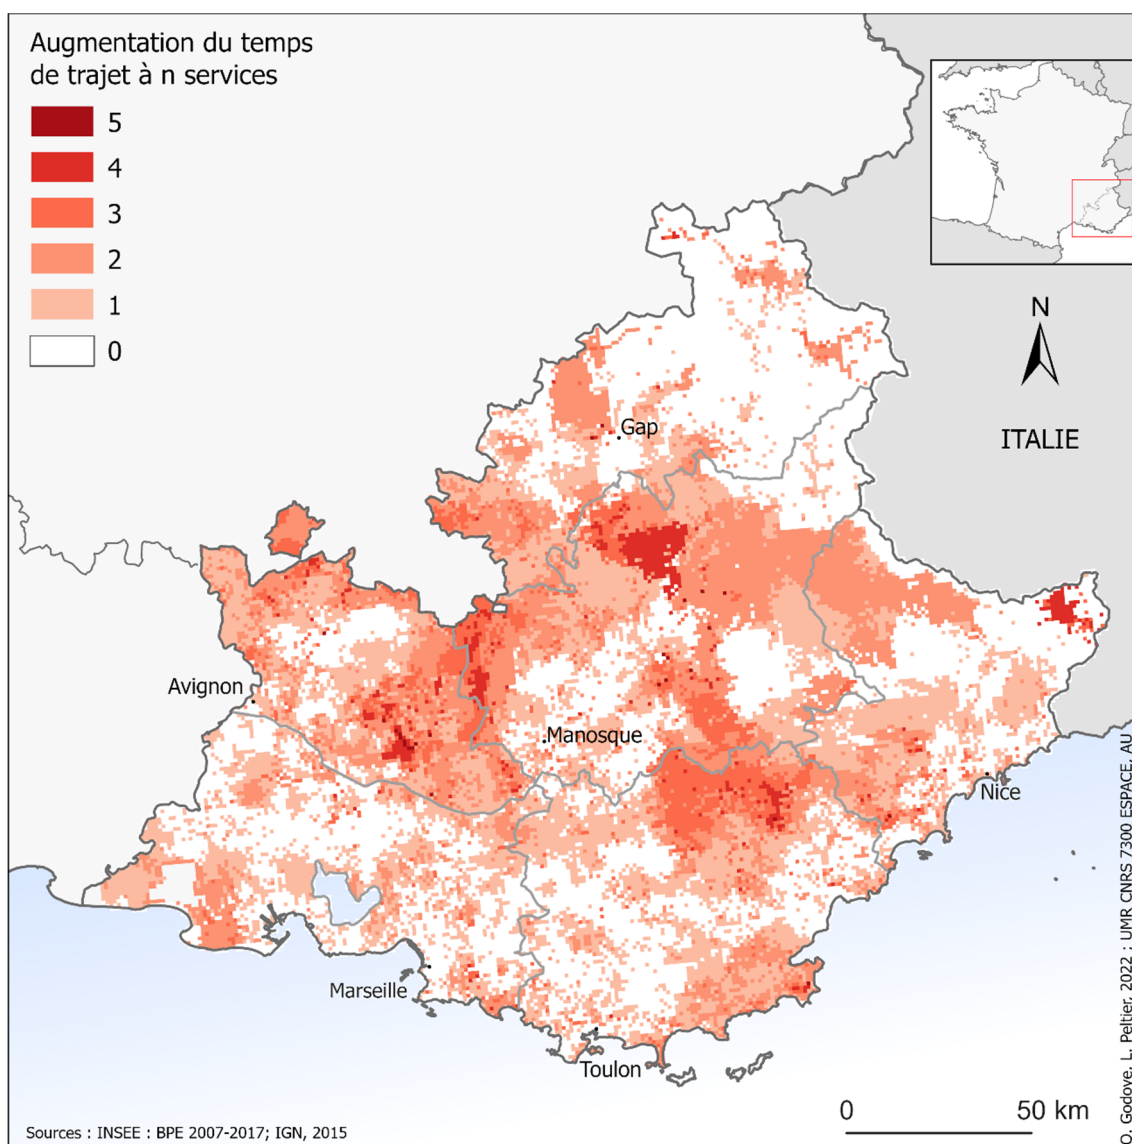 Augmentation du temps
de trajet à n services
5
4
3
2
1
0
N
ITALIE
Gap
Avignon
Manosque
Nice
Marseille
Toulon
0 50 km
Sources : INSEE : BPE 2007-2017; IGN, 2015
O. Godoye, L. Peltier, 2022 ; UMR CNRS 7300 ESPACE, AU